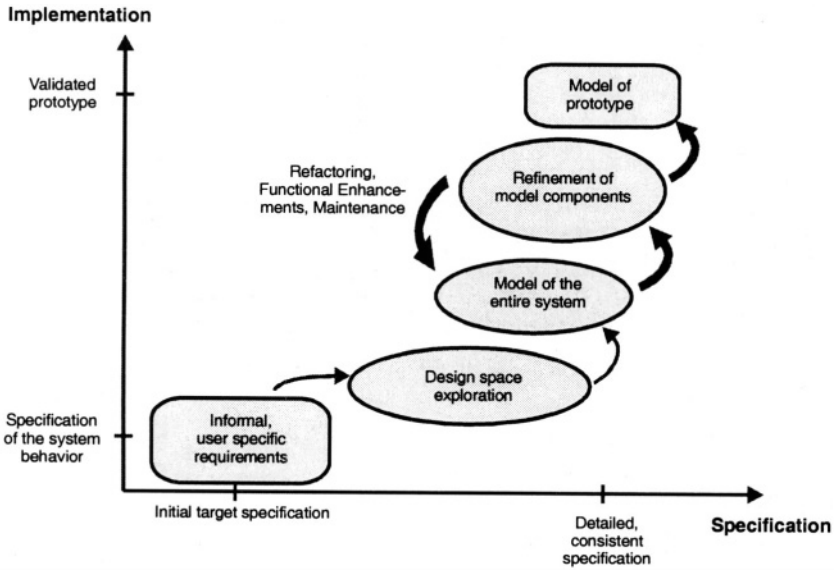 Implementation
Validated
prototype
Model of
prototype
Refactoring,
Functional Enhance-
ments, Maintenance
Refinement of
model components
Model of the
entire system
Design space
exploration
Specification
of the system
behavior
Informal,
user specific
requirements
Initial target specification
Detailed,
consistent
specification
Specification